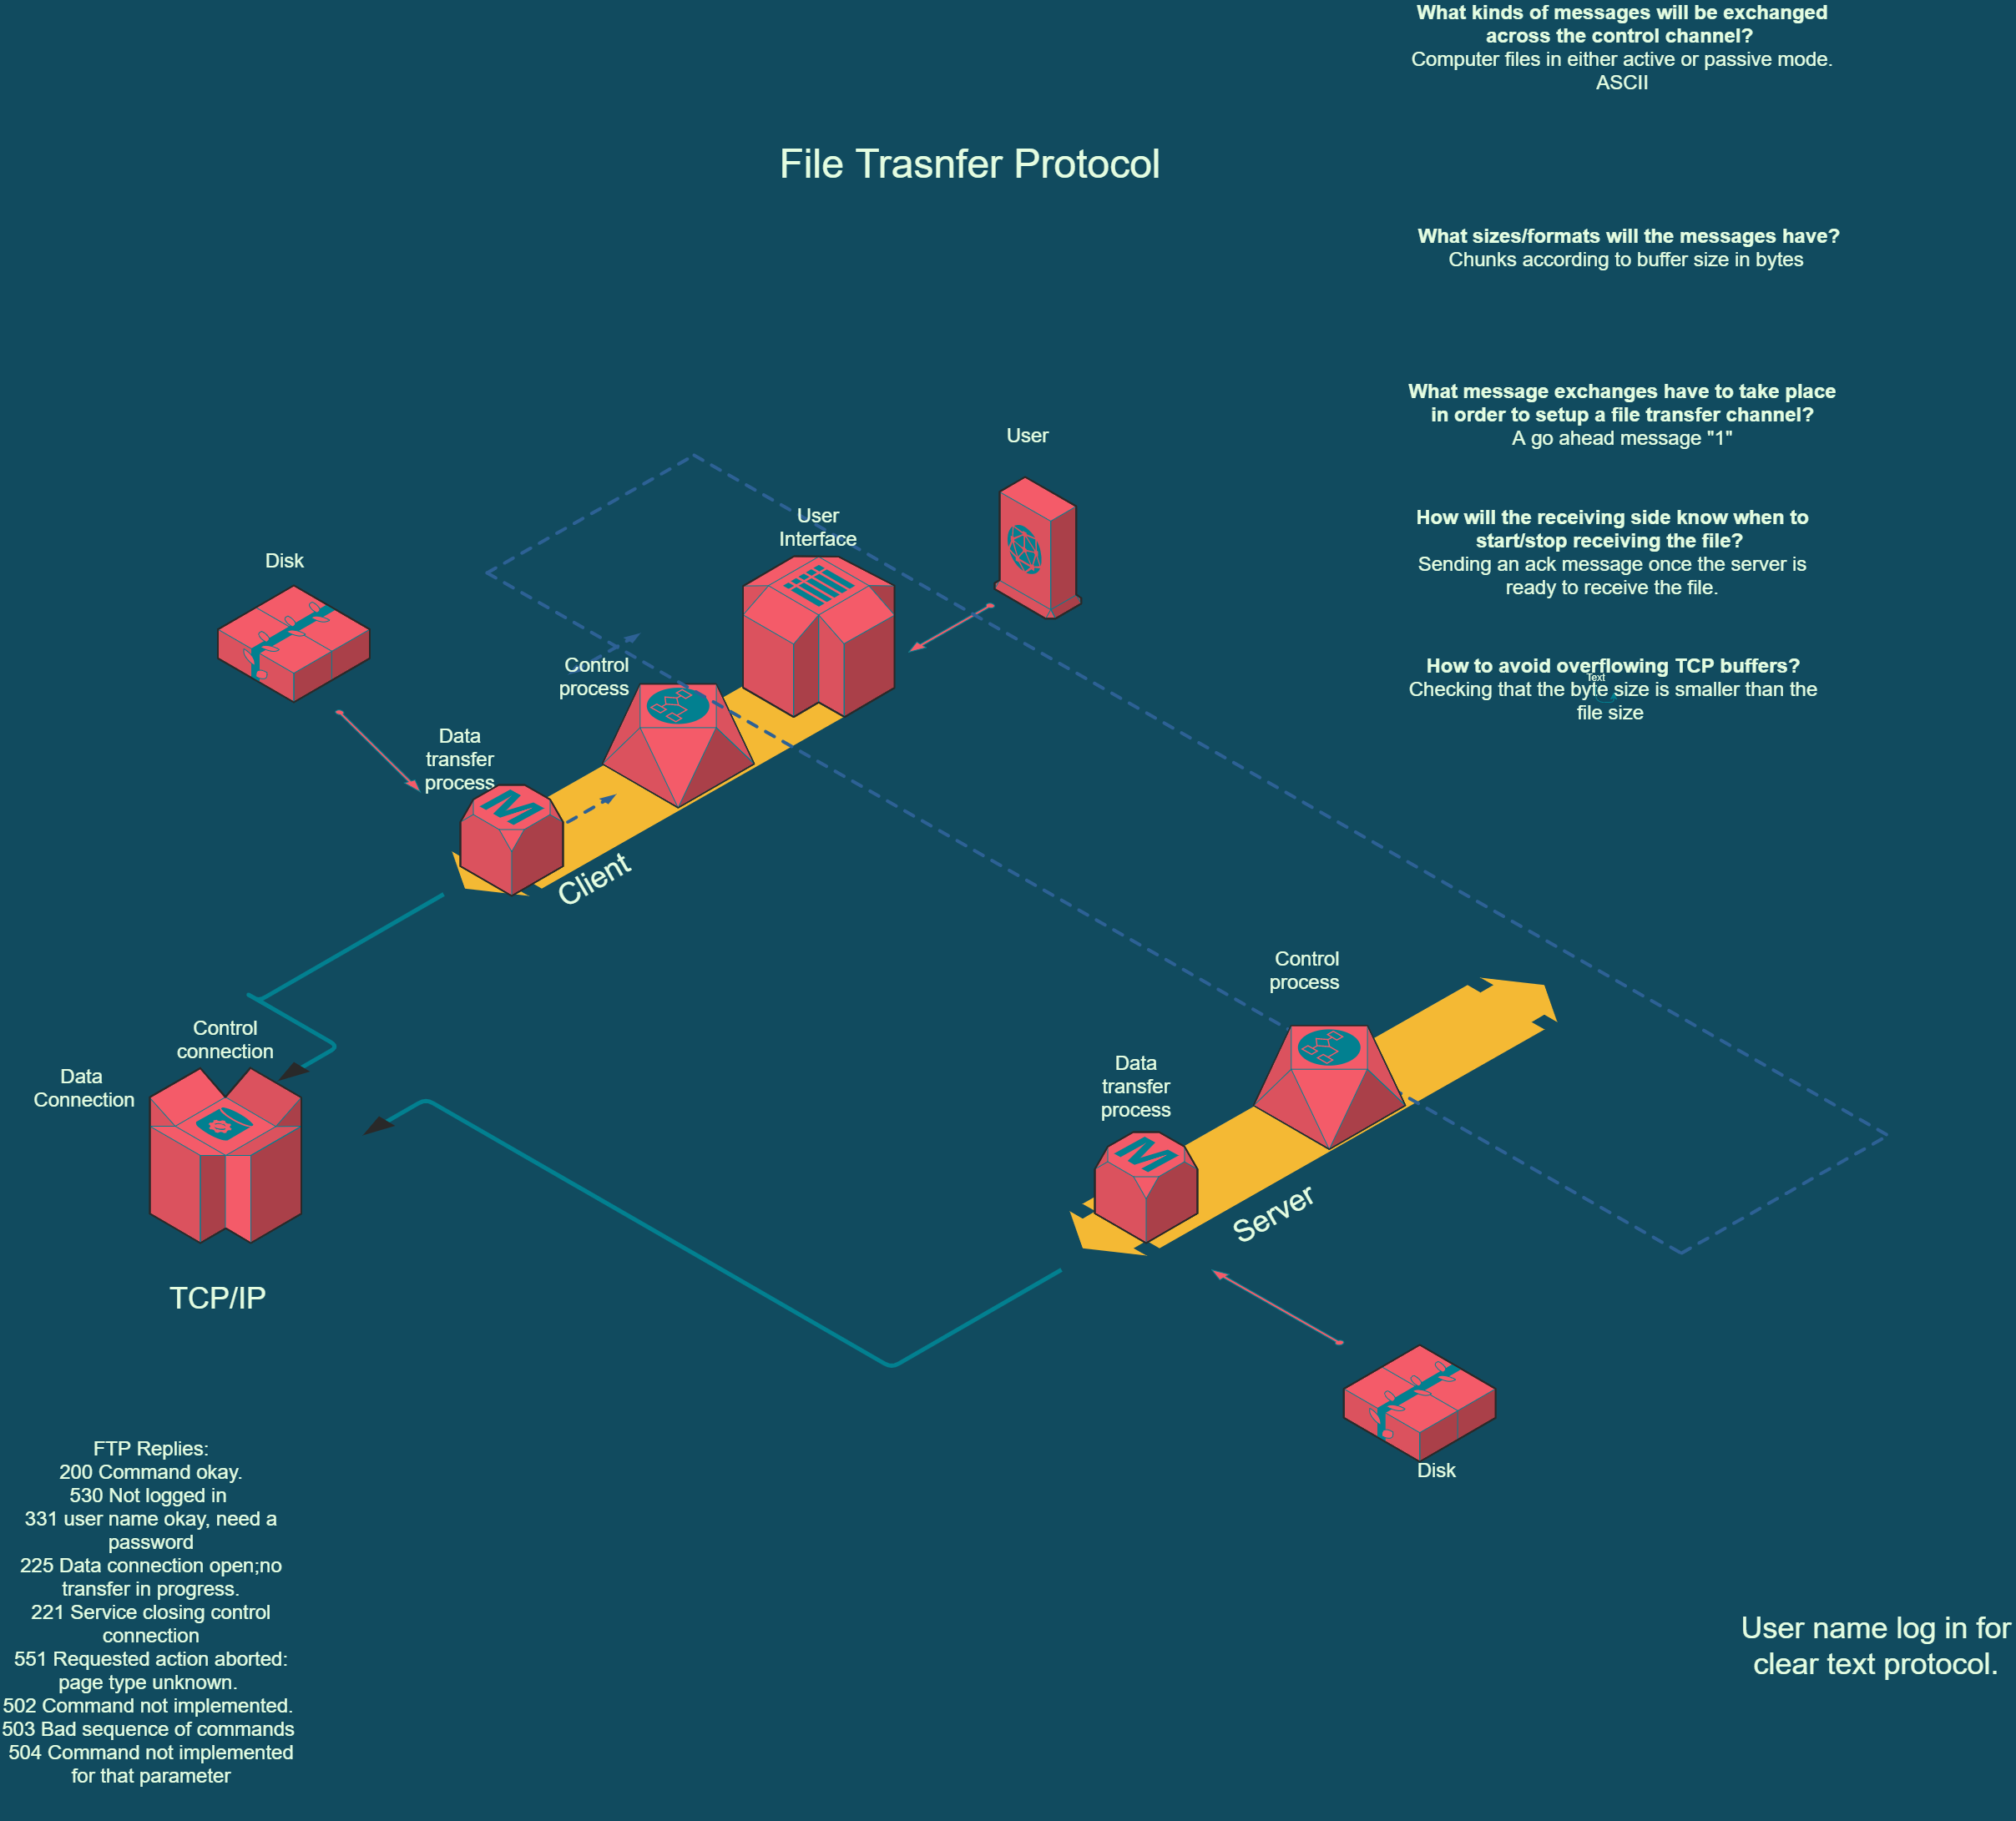 What kinds of messages will be exchanged
across the control channel?
Computer files in either active or passive mode.
ASCII
File Trasnfer Protocol
What sizes/formats will the messages have?
Chunks according to buffer size in bytes
What message exchanges have to take place
in order to setup a file transfer channel?
A go ahead message "1"
User
How will the receiving side know when to
start/stop receiving the file?
Sending an ack message once the server is
ready to receive the file.
User
Interface
Disk
Control
process
How to avoid overflowing TCP buffers?
Text
Checking that the byte size is smaller than the
file size
Data
transfer
process
M
Client
Control
process
Control
connection
Data
Connection
Data
transfer
process
M
Server
TCP/IP
Disk
FTP Replies:
200 Command okay.
530 Not logged in
331 user name okay, need a
password
225 Data connection open;no
transfer in progress.
221 Service closing control
connection
551 Requested action aborted:
page type unknown.
502 Command not implemented.
503 Bad sequence of commands
504 Command not implemented
for that parameter
User name log in for
clear text protocol.